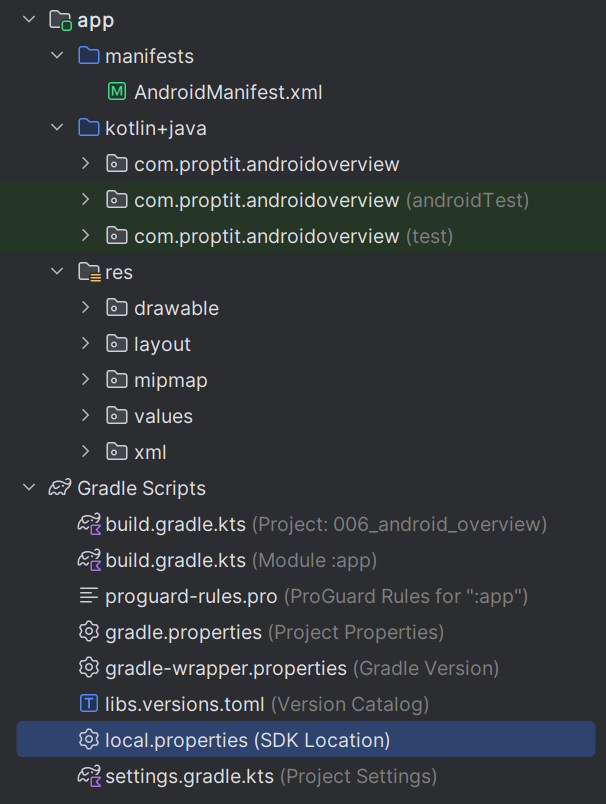 app
manifests
M AndroidManifest.xml
kotlin+java
com.proptit.androidoverview
com.proptit.androidoverview (androidTest)
com.proptit.androidoverview (test)
res
drawable
layout
mipmap
values
xml
Gradle Scripts
build.gradle.kts (Project: 006_android_overview)
build.gradle.kts (Module :app)
proguard-rules.pro (ProGuard Rules for ":app")
gradle.properties (Project Properties)
gradle-wrapper.properties (Gradle Version)
T libs.versions.toml (Version Catalog)
local.properties (SDK Location)
settings.gradle.kts (Project Settings)